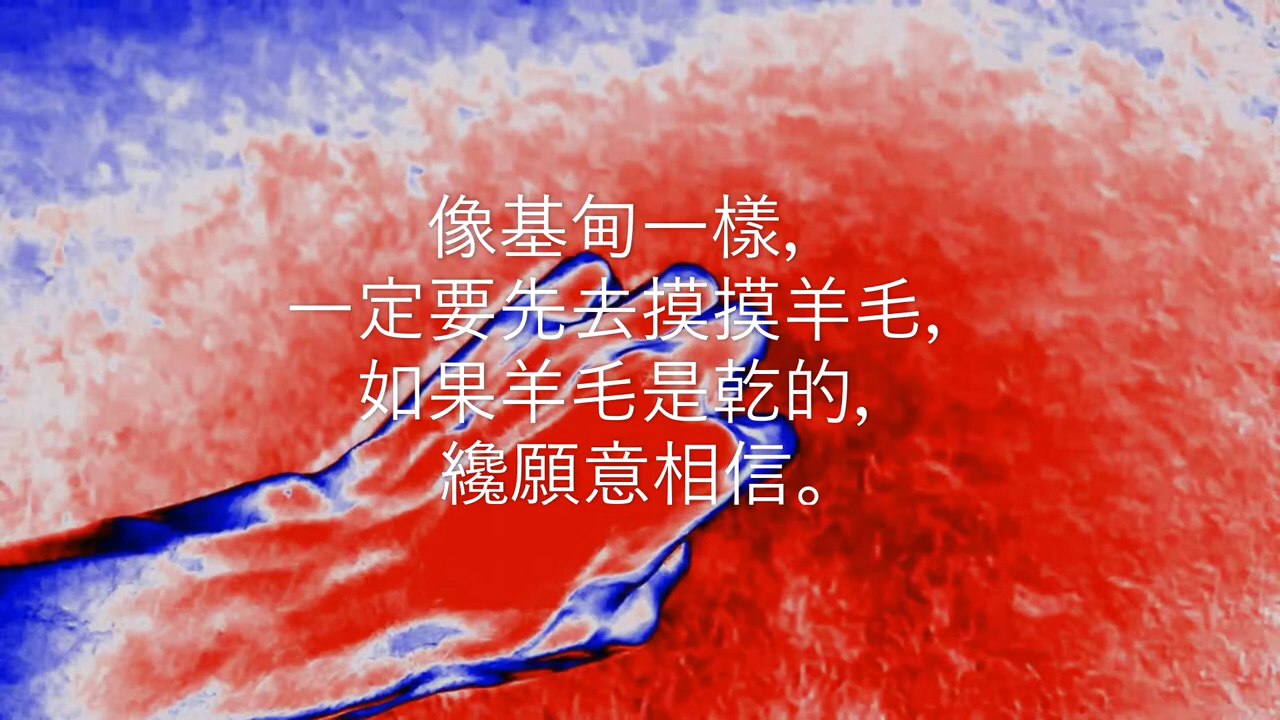 像基甸一樣,
一定要先去摸摸羊毛,
如果羊毛是乾的,
纔願意相信。